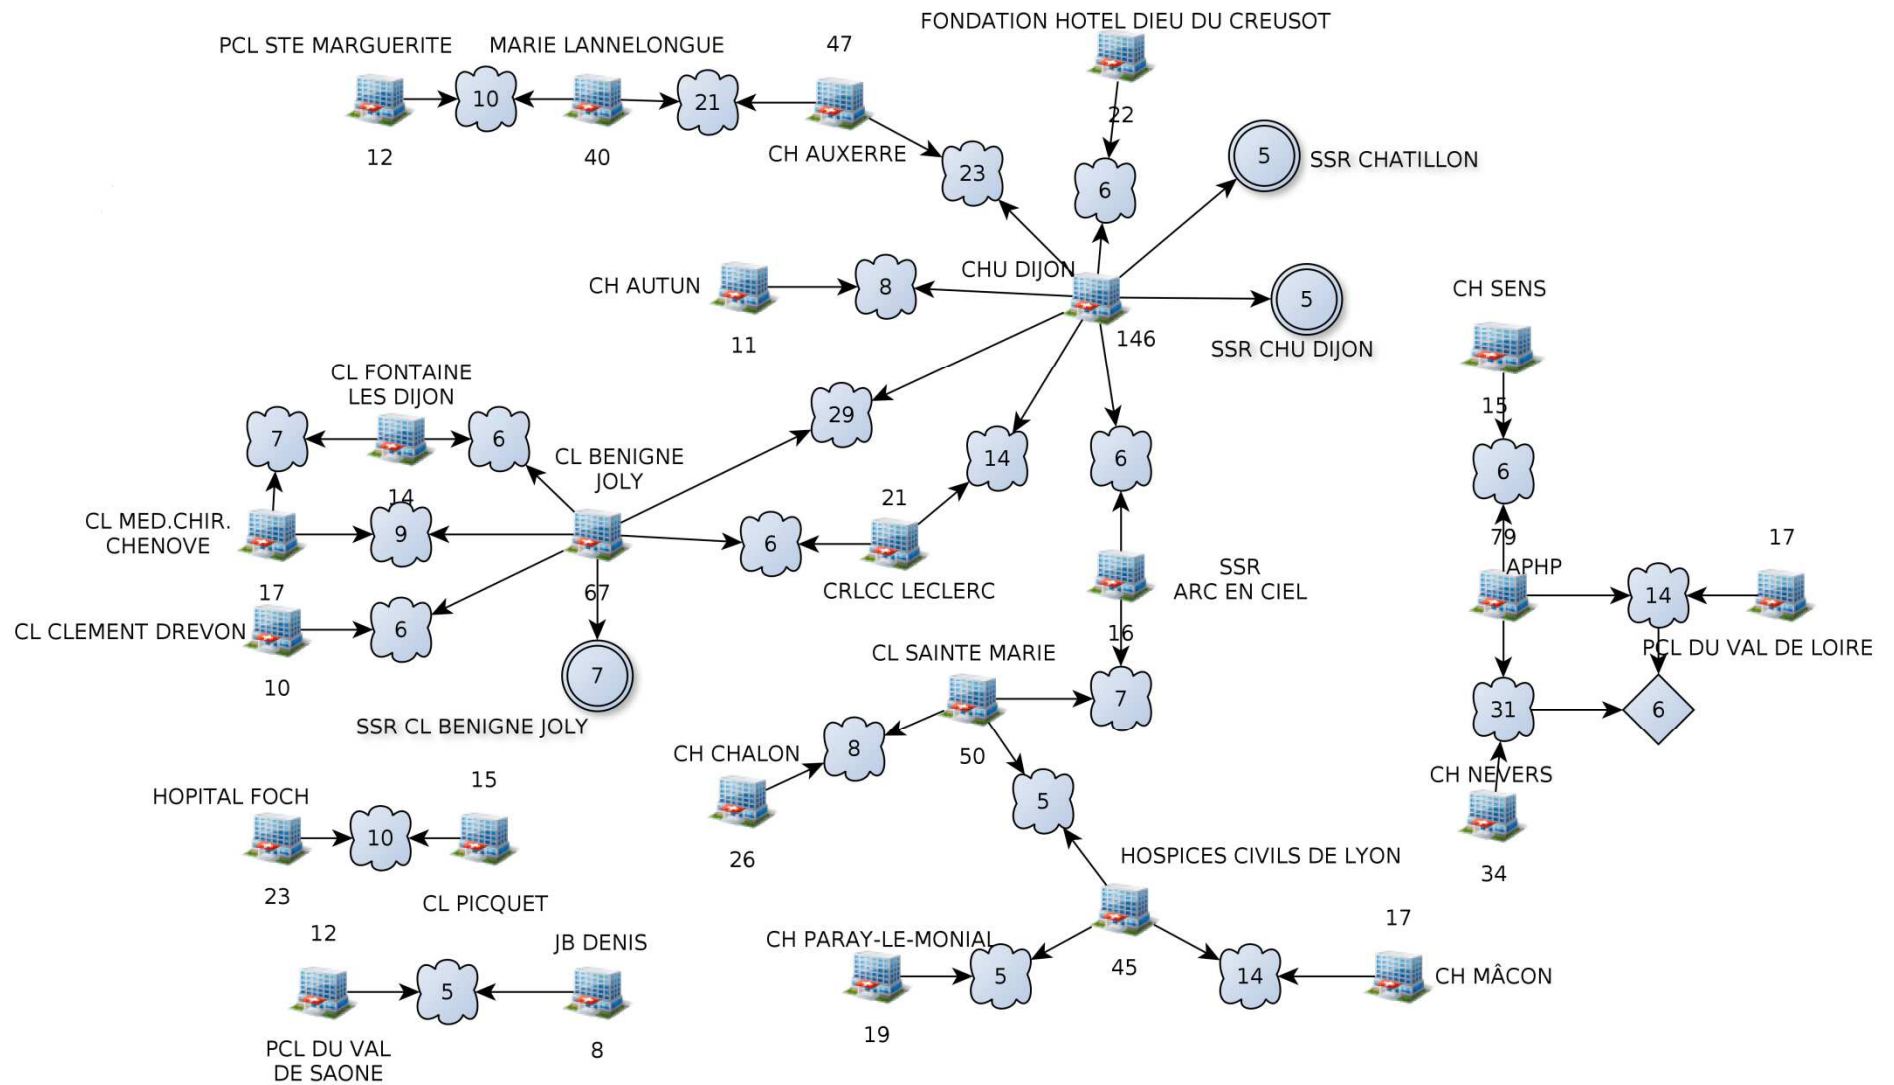 FONDATION HOTEL DIEU DU CREUSOT
PCL STE MARGUERITE
MARIE LANNELONGUE
47
10
21
22
12
40
CH AUXERRE
23
6
5
SSR CHATILLON
CH AUTUN
8
CHU DIJON
5
CH SENS
11
146
SSR CHU DIJON
CL FONTAINE
LES DIJON
29
15
7
6
CL BENIGNE
JOLY
14
6
6
14
21
CL MED.CHIR.
CHENOVE
9
6
79
17
17
67
CRLCC LECLERC
SSR
ARC EN CIEL
APHP
14
CL CLEMENT DREVON
6
16
CL SAINTE MARIE
PCL DU VAL DE LOIRE
10
7
7
31
6
SSR CL BENIGNE JOLY
CH CHALON
8
50
15
CH NEVERS
HOPITAL FOCH
5
10
26
HOSPICES CIVILS DE LYON
34
23
CL PICQUET
12
JB DENIS
CH PARAY-LE-MONIAL
17
45
5
5
14
CH MÂCON
19
PCL DU VAL
DE SAONE
8